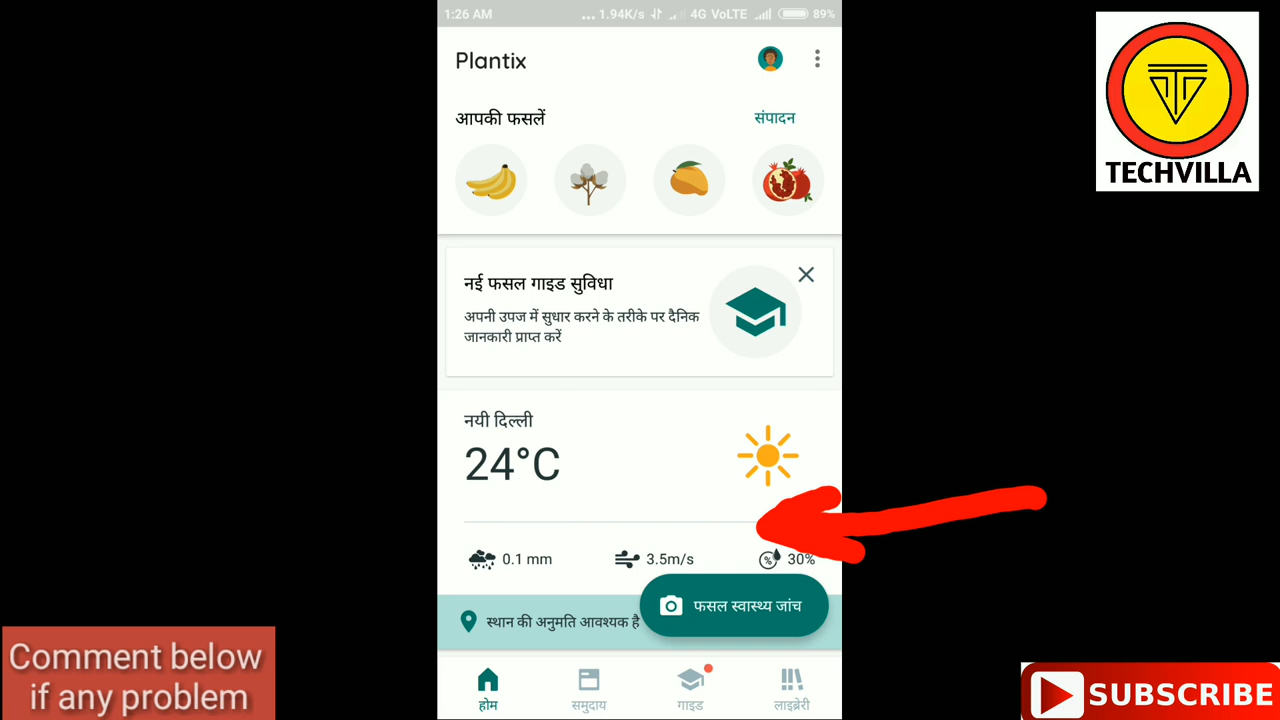 1:26 AM ... 1.94K/s 4G VoLTE 89%
Plantix
आपकी फसलें संपादन
नई फसल गाइड सुविधा
अपनी उपज में सुधार करने के तरीके पर दैनिक
जानकारी प्राप्त करें
नयी दिल्ली
24°C
0.1 mm 3.5m/s % 30%
स्थान की अनुमति आवश्यक है
फसल स्वास्थ्य जांच
होम समुदाय गाइड लाइब्रेरी
TECHVILLA
Comment below
if any problem
SUBSCRIBE